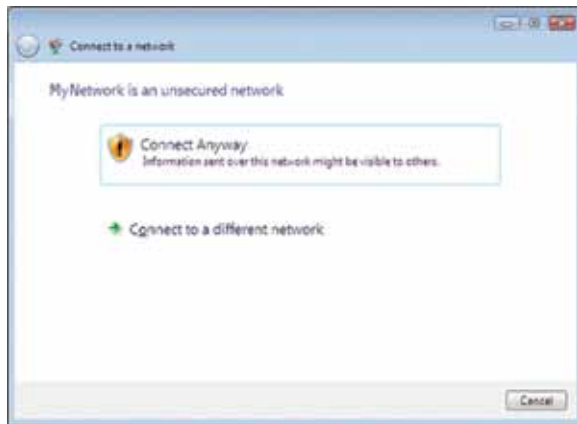 Connect to a network
MyNetwork is an unsecured network
Connect Anyway
Information sent over this network might be visible to others.
Connect to a different network
Cancel